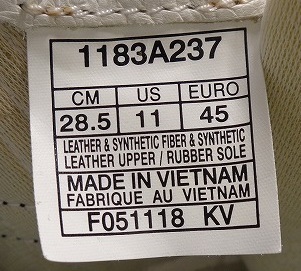 1183A237
CM US EURO
28.5 11 45
LEATHER & SYNTHETIC FIBER & SYNTHETIC
LEATHER UPPER / RUBBER SOLE
MADE IN VIETNAM
FABRIQUE AU VIETNAM
F051118 KV